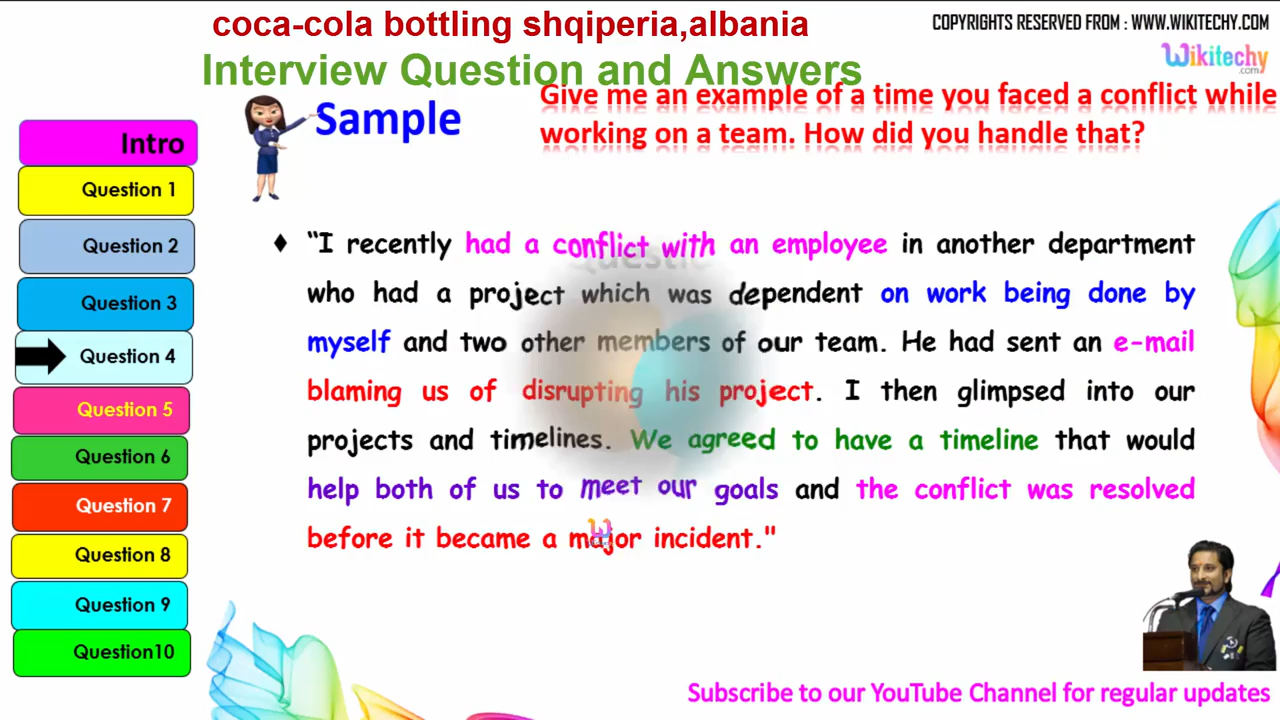 coca-cola bottling shqiperia,albania
COPYRIGHTS RESERVED FROM : WWW.WIKITECHY.COM
Interview Question and Answers
Wikitechy
.com
Sample
Give me an example of a time you faced a conflict while
working on a team. How did you handle that?
Intro
Question 1
Question 2
Question 3
Question 4
Question 5
Question 6
Question 7
Question 8
Question 9
Question10
“I recently had a conflict with an employee in another department
who had a project which was dependent on work being done by
myself and two other members of our team. He had sent an e-mail
blaming us of disrupting his project. I then glimpsed into our
projects and timelines. We agreed to have a timeline that would
help both of us to meet our goals and the conflict was resolved
before it became a major incident."
Subscribe to our YouTube Channel for regular updates